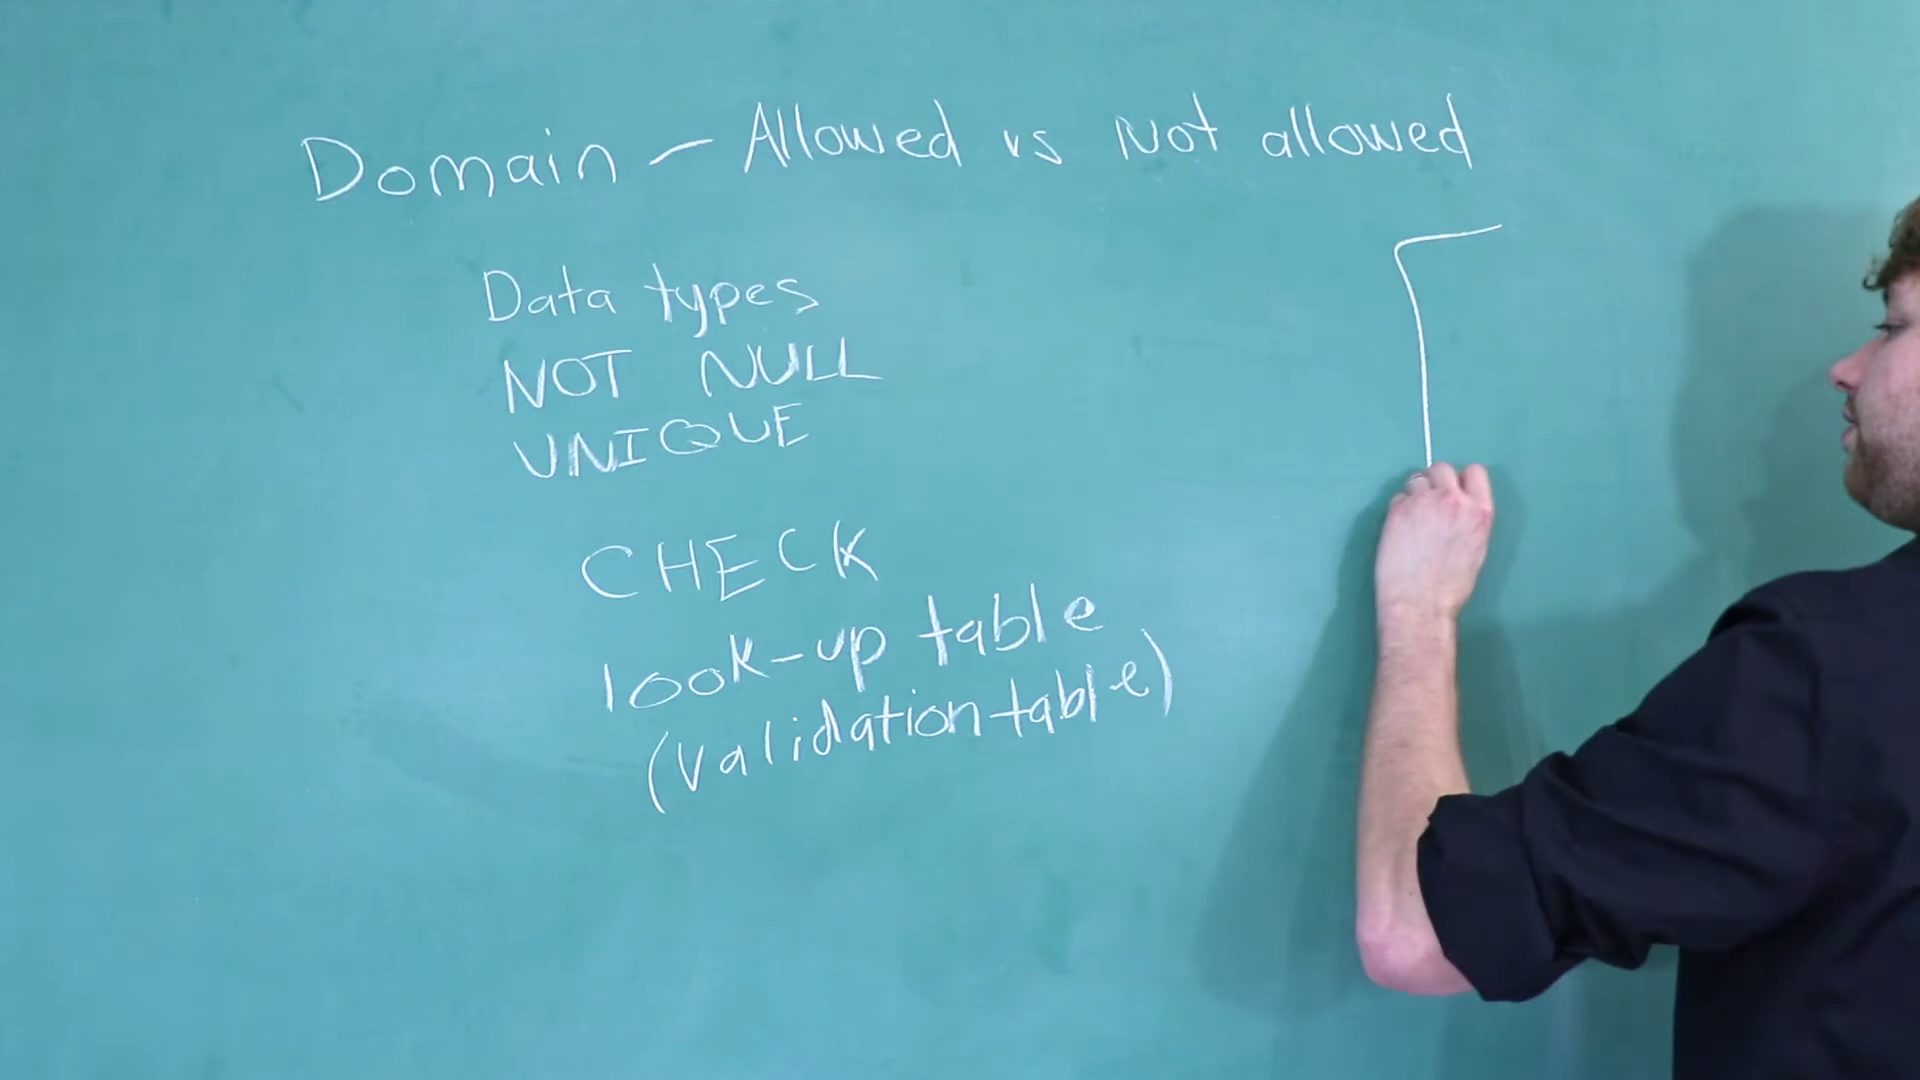 Domain - Allowed vs Not allowed
Data types
NOT NULL
UNIQUE
CHECK
look-up table
(validation table)